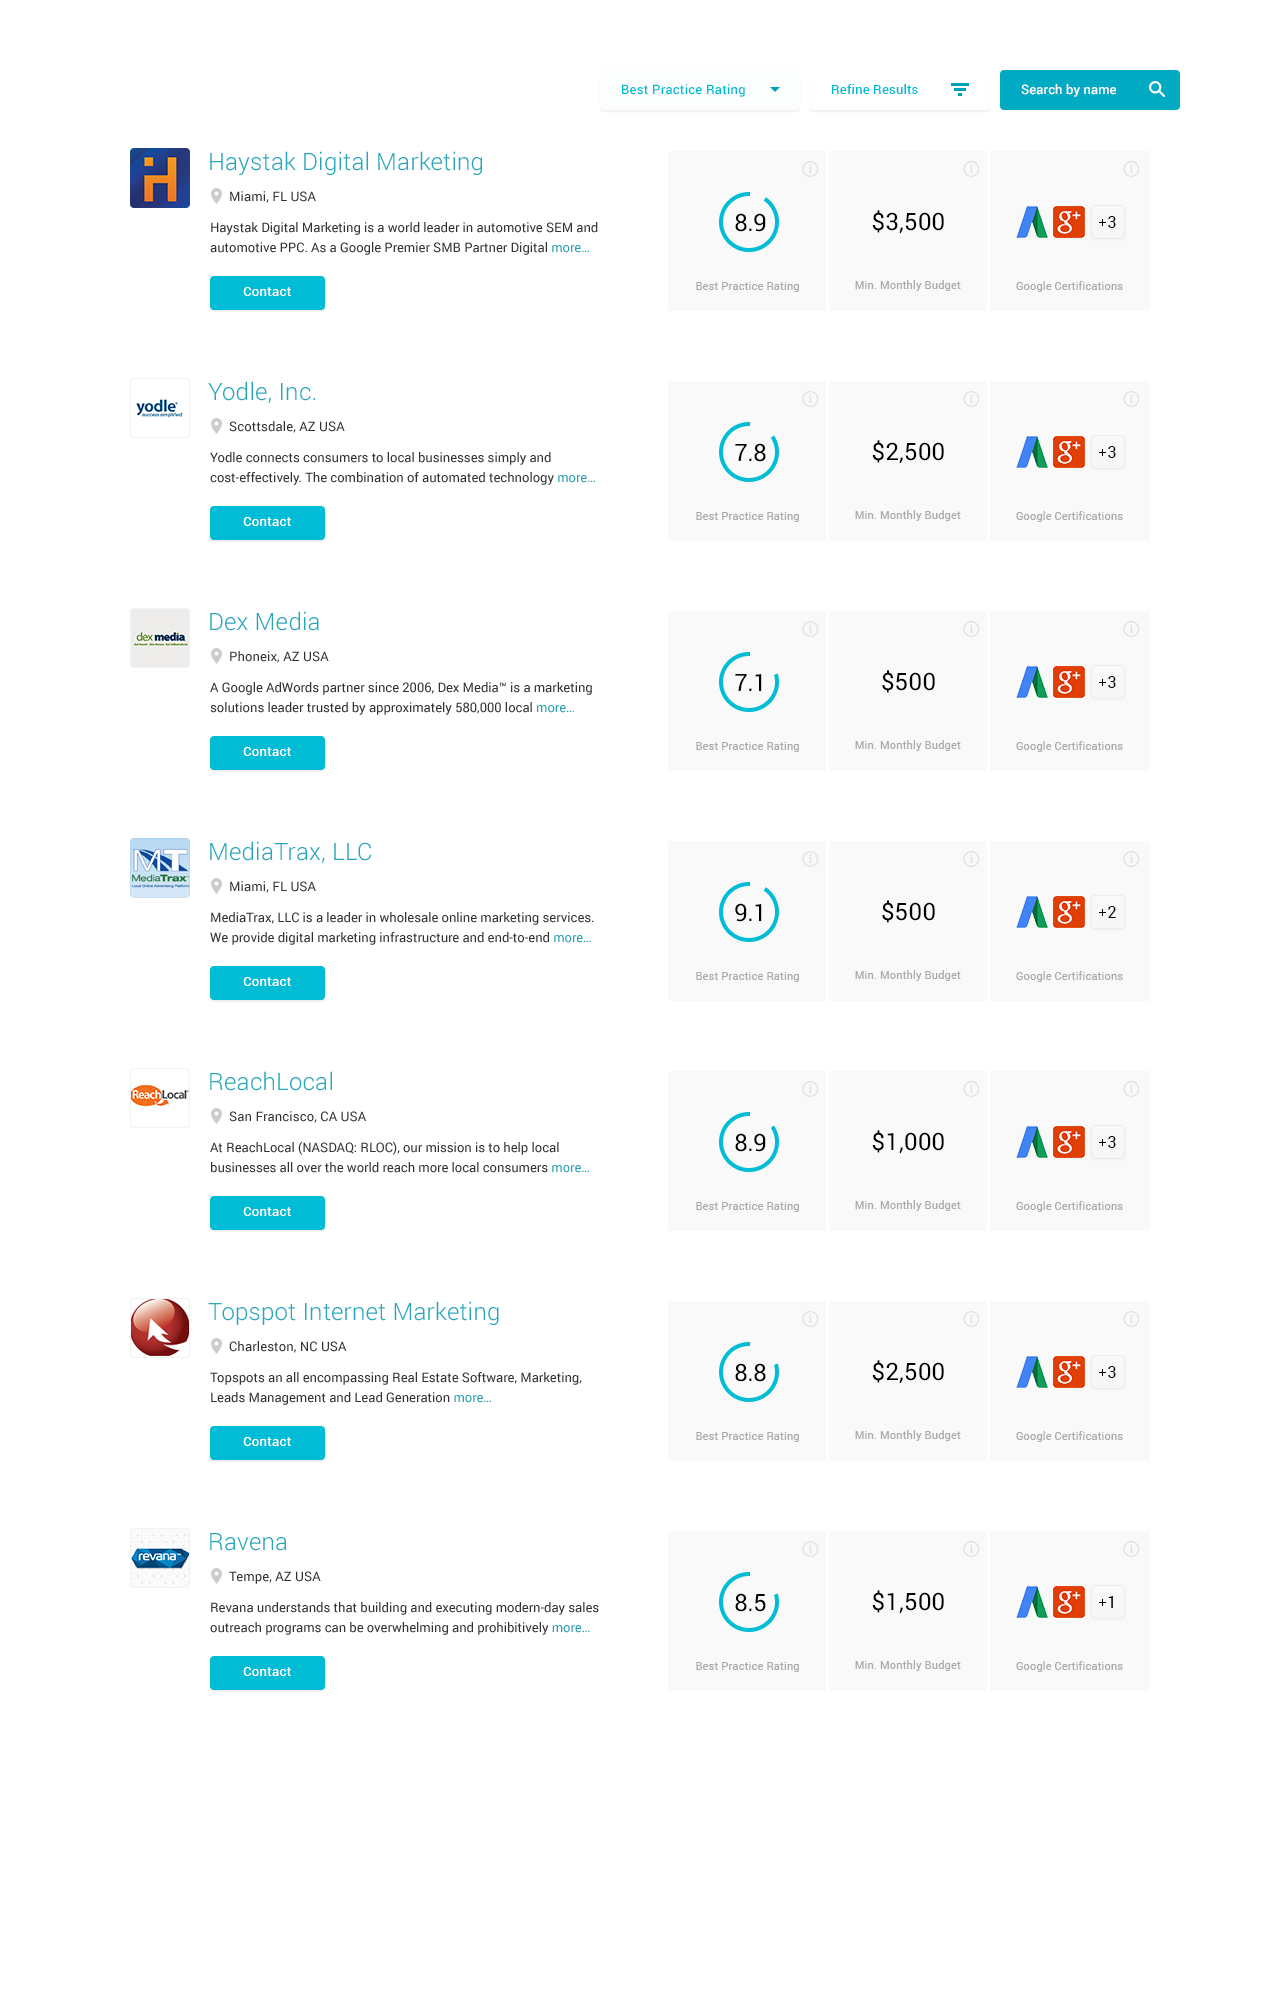 Best Practice Rating
Refine Results
Search by name
Haystak Digital Marketing
Miami, FL USA
Haystak Digital Marketing is a world leader in automotive SEM and
automotive PPC. As a Google Premier SMB Partner Digital more...
Contact
8.9
Best Practice Rating
$3,500
Min. Monthly Budget
g+
+3
Google Certifications
yodle
success simplified
Yodle, Inc.
Scottsdale, AZ USA
Yodle connects consumers to local businesses simply and
cost-effectively. The combination of automated technology more...
Contact
7.8
Best Practice Rating
$2,500
Min. Monthly Budget
g+
+3
Google Certifications
dex media
Dex Media
Phoneix, AZ USA
A Google AdWords partner since 2006, Dex Media™ is a marketing
solutions leader trusted by approximately 580,000 local more...
Contact
7.1
Best Practice Rating
$500
Min. Monthly Budget
g+
+3
Google Certifications
MT
MediaTrax
Local Online Advertising Platform
MediaTrax, LLC
Miami, FL USA
MediaTrax, LLC is a leader in wholesale online marketing services.
We provide digital marketing infrastructure and end-to-end more...
Contact
9.1
Best Practice Rating
$500
Min. Monthly Budget
g+
+2
Google Certifications
ReachLocal
ReachLocal
San Francisco, CA USA
At ReachLocal (NASDAQ: RLOC), our mission is to help local
businesses all over the world reach more local consumers more...
Contact
8.9
Best Practice Rating
$1,000
Min. Monthly Budget
g+
+3
Google Certifications
Topspot Internet Marketing
Charleston, NC USA
Topspots an all encompassing Real Estate Software, Marketing,
Leads Management and Lead Generation more...
Contact
8.8
Best Practice Rating
$2,500
Min. Monthly Budget
g+
+3
Google Certifications
revana™
Ravena
Tempe, AZ USA
Revana understands that building and executing modern-day sales
outreach programs can be overwhelming and prohibitively more...
Contact
8.5
Best Practice Rating
$1,500
Min. Monthly Budget
g+
+1
Google Certifications